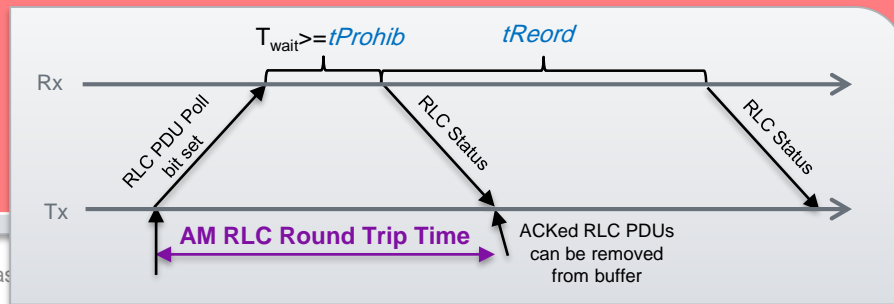 Twait>=tProhib
tReord
Rx
RLC PDU Poll
bit set
RLC Status
RLC Status
Tx
AM RLC Round Trip Time
ACKed RLC PDUs
can be removed
from buffer